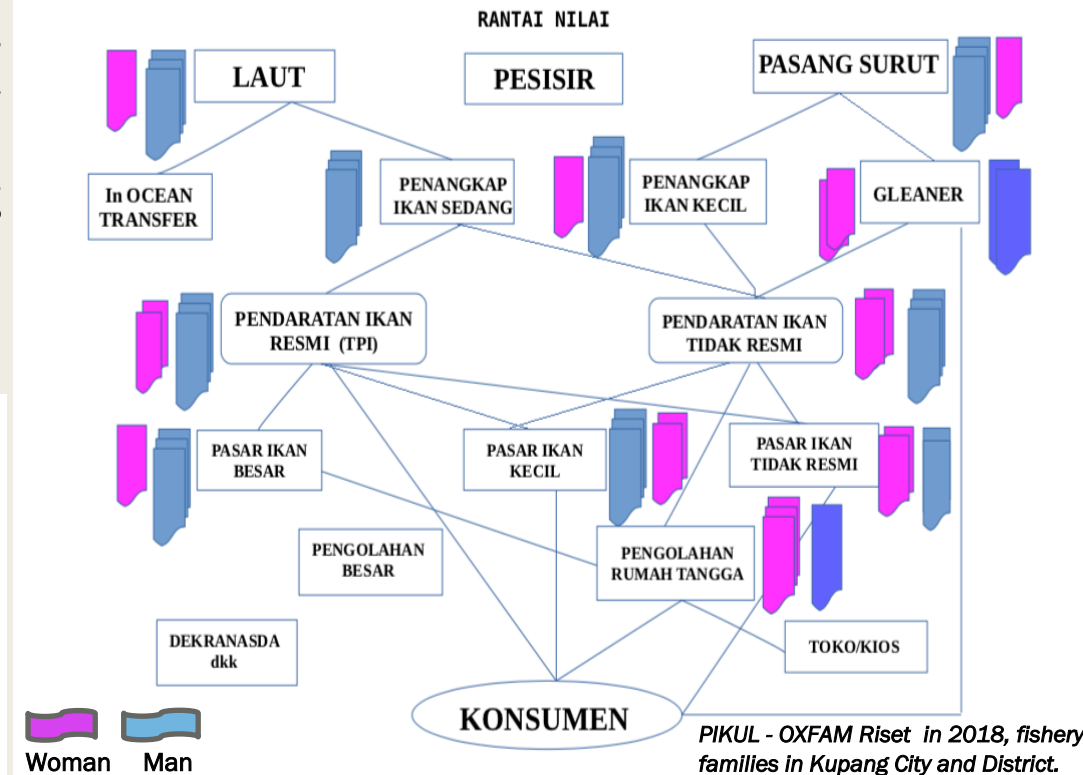 RANTAI NILAI
LAUT
PESISIR
PASANG SURUT
In OCEAN
TRANSFER
PENANGKAP
IKAN SEDANG
PENANGKAP
IKAN KECIL
GLEANER
PENDARATAN IKAN
RESMI (TPI)
PENDARATAN IKAN
TIDAK RESMI
PASAR IKAN
BESAR
PASAR IKAN
KECIL
PASAR IKAN
TIDAK RESMI
PENGOLAHAN
BESAR
PENGOLAHAN
RUMAH TANGGA
DEKRANASDA
dkk
TOKO/KIOS
KONSUMEN
Woman
Man
PIKUL - OXFAM Riset in 2018, fishery
families in Kupang City and District.